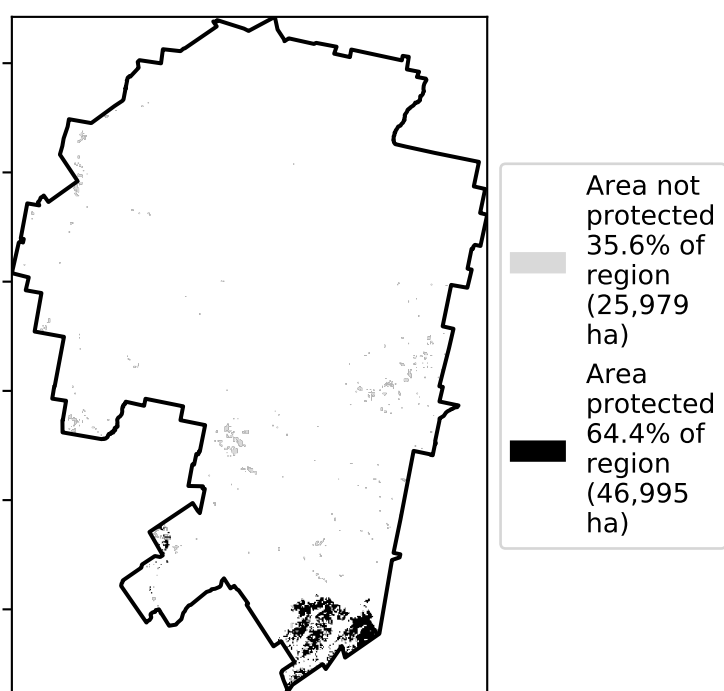 Area not
protected
35.6% of
region
(25,979
ha)
Area
protected
64.4% of
region
(46,995
ha)